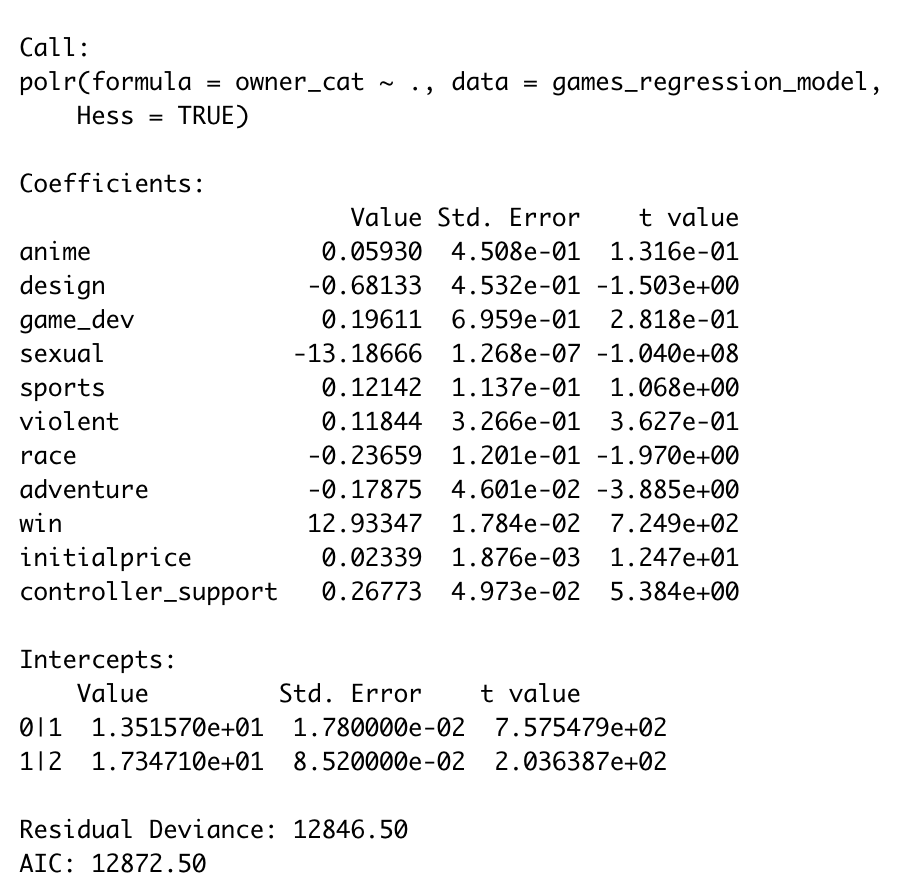 Call:
polr(formula = owner_cat ~ ., data = games_regression_model,
    Hess = TRUE)

Coefficients:
                       Value Std. Error    t value
anime                0.05930  4.508e-01  1.316e-01
design              -0.68133  4.532e-01 -1.503e+00
game_dev             0.19611  6.959e-01  2.818e-01
sexual             -13.18666  1.268e-07 -1.040e+08
sports               0.12142  1.137e-01  1.068e+00
violent              0.11844  3.266e-01  3.627e-01
race                -0.23659  1.201e-01 -1.970e+00
adventure           -0.17875  4.601e-02 -3.885e+00
win                 12.93347  1.784e-02  7.249e+02
initialprice         0.02339  1.876e-03  1.247e+01
controller_support   0.26773  4.973e-02  5.384e+00

Intercepts:
    Value         Std. Error    t value
0|1  1.351570e+01  1.780000e-02  7.575479e+02
1|2  1.734710e+01  8.520000e-02  2.036387e+02

Residual Deviance: 12846.50
AIC: 12872.50